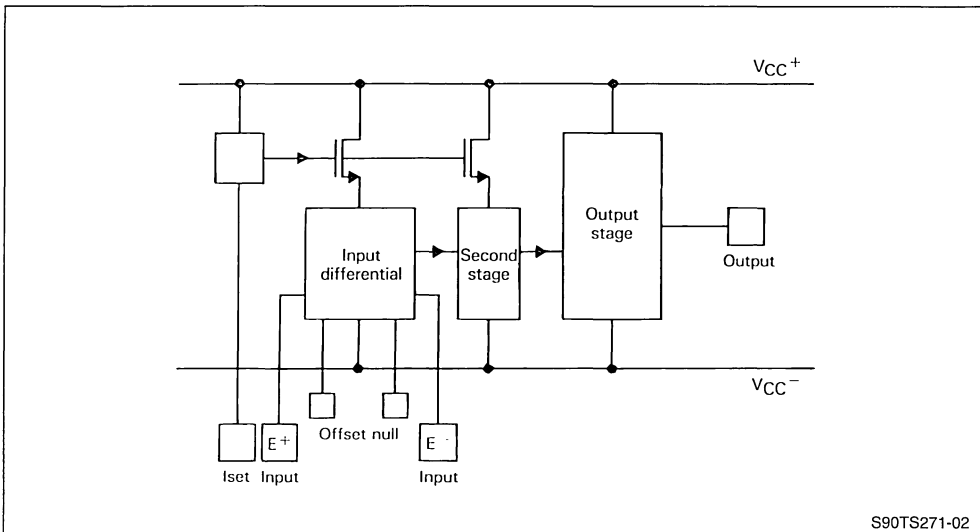 VCC+
Input
differential
Second
stage
Output
stage
Output
VCC−
Offset null
E+
E-
Iset
Input
Input
S90TS271-02